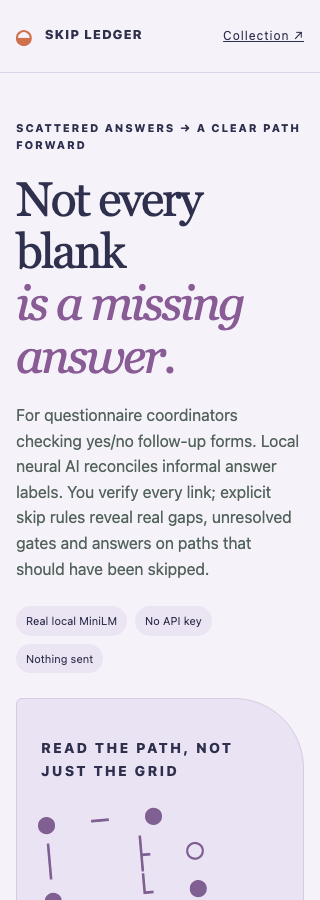 SKIP LEDGER
Collection ↗
SCATTERED ANSWERS → A CLEAR PATH
FORWARD
Not every
blank
is a missing
answer.
For questionnaire coordinators
checking yes/no follow-up forms. Local
neural AI reconciles informal answer
labels. You verify every link; explicit
skip rules reveal real gaps, unresolved
gates and answers on paths that
should have been skipped.
Real local MiniLM
No API key
Nothing sent
READ THE PATH, NOT
JUST THE GRID